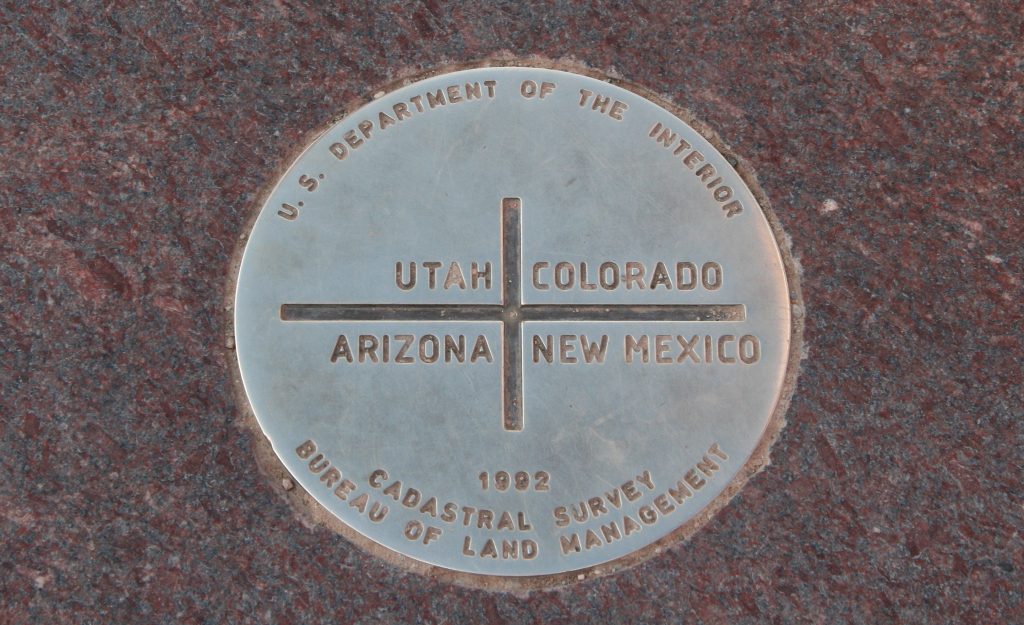 U. S. DEPARTMENT OF THE INTERIOR
UTAH COLORADO
ARIZONA NEW MEXICO
1992
CADASTRAL SURVEY
BUREAU OF LAND MANAGEMENT